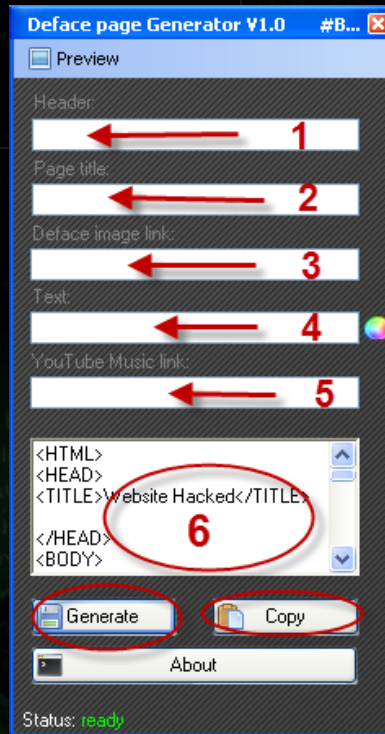 Deface page Generator V1.0 #B...
Preview
Header:
1
Page title:
2
Deface image link:
3
Text:
4
YouTube Music link:
5
<HTML>
<HEAD>
<TITLE>Website Hacked</TITLE>
</HEAD>
<BODY>
6
Generate Copy
About
Status: ready